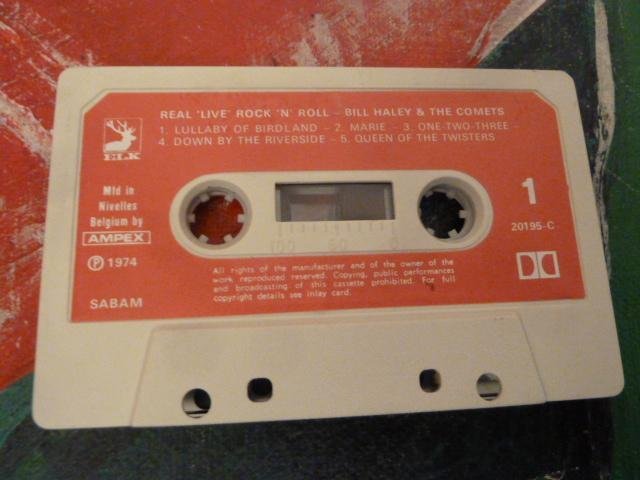 REAL "LIVE" ROCK 'N' ROLL – BILL HALEY & THE COMETS
1. LULLABY OF BIRDLAND – 2. MARIE – 3. ONE-TWO-THREE –
4. DOWN BY THE RIVERSIDE – 5. QUEEN OF THE TWISTERS
ELK
Mfd in
Nivelles
Belgium by
AMPEX
Ⓟ 1974
SABAM
1
20195-C
100 50 0
All rights of the manufacturer and of the owner of the
work reproduced reserved. Copying, public performances
and broadcasting of this cassette prohibited. For full
copyright details see inlay card.